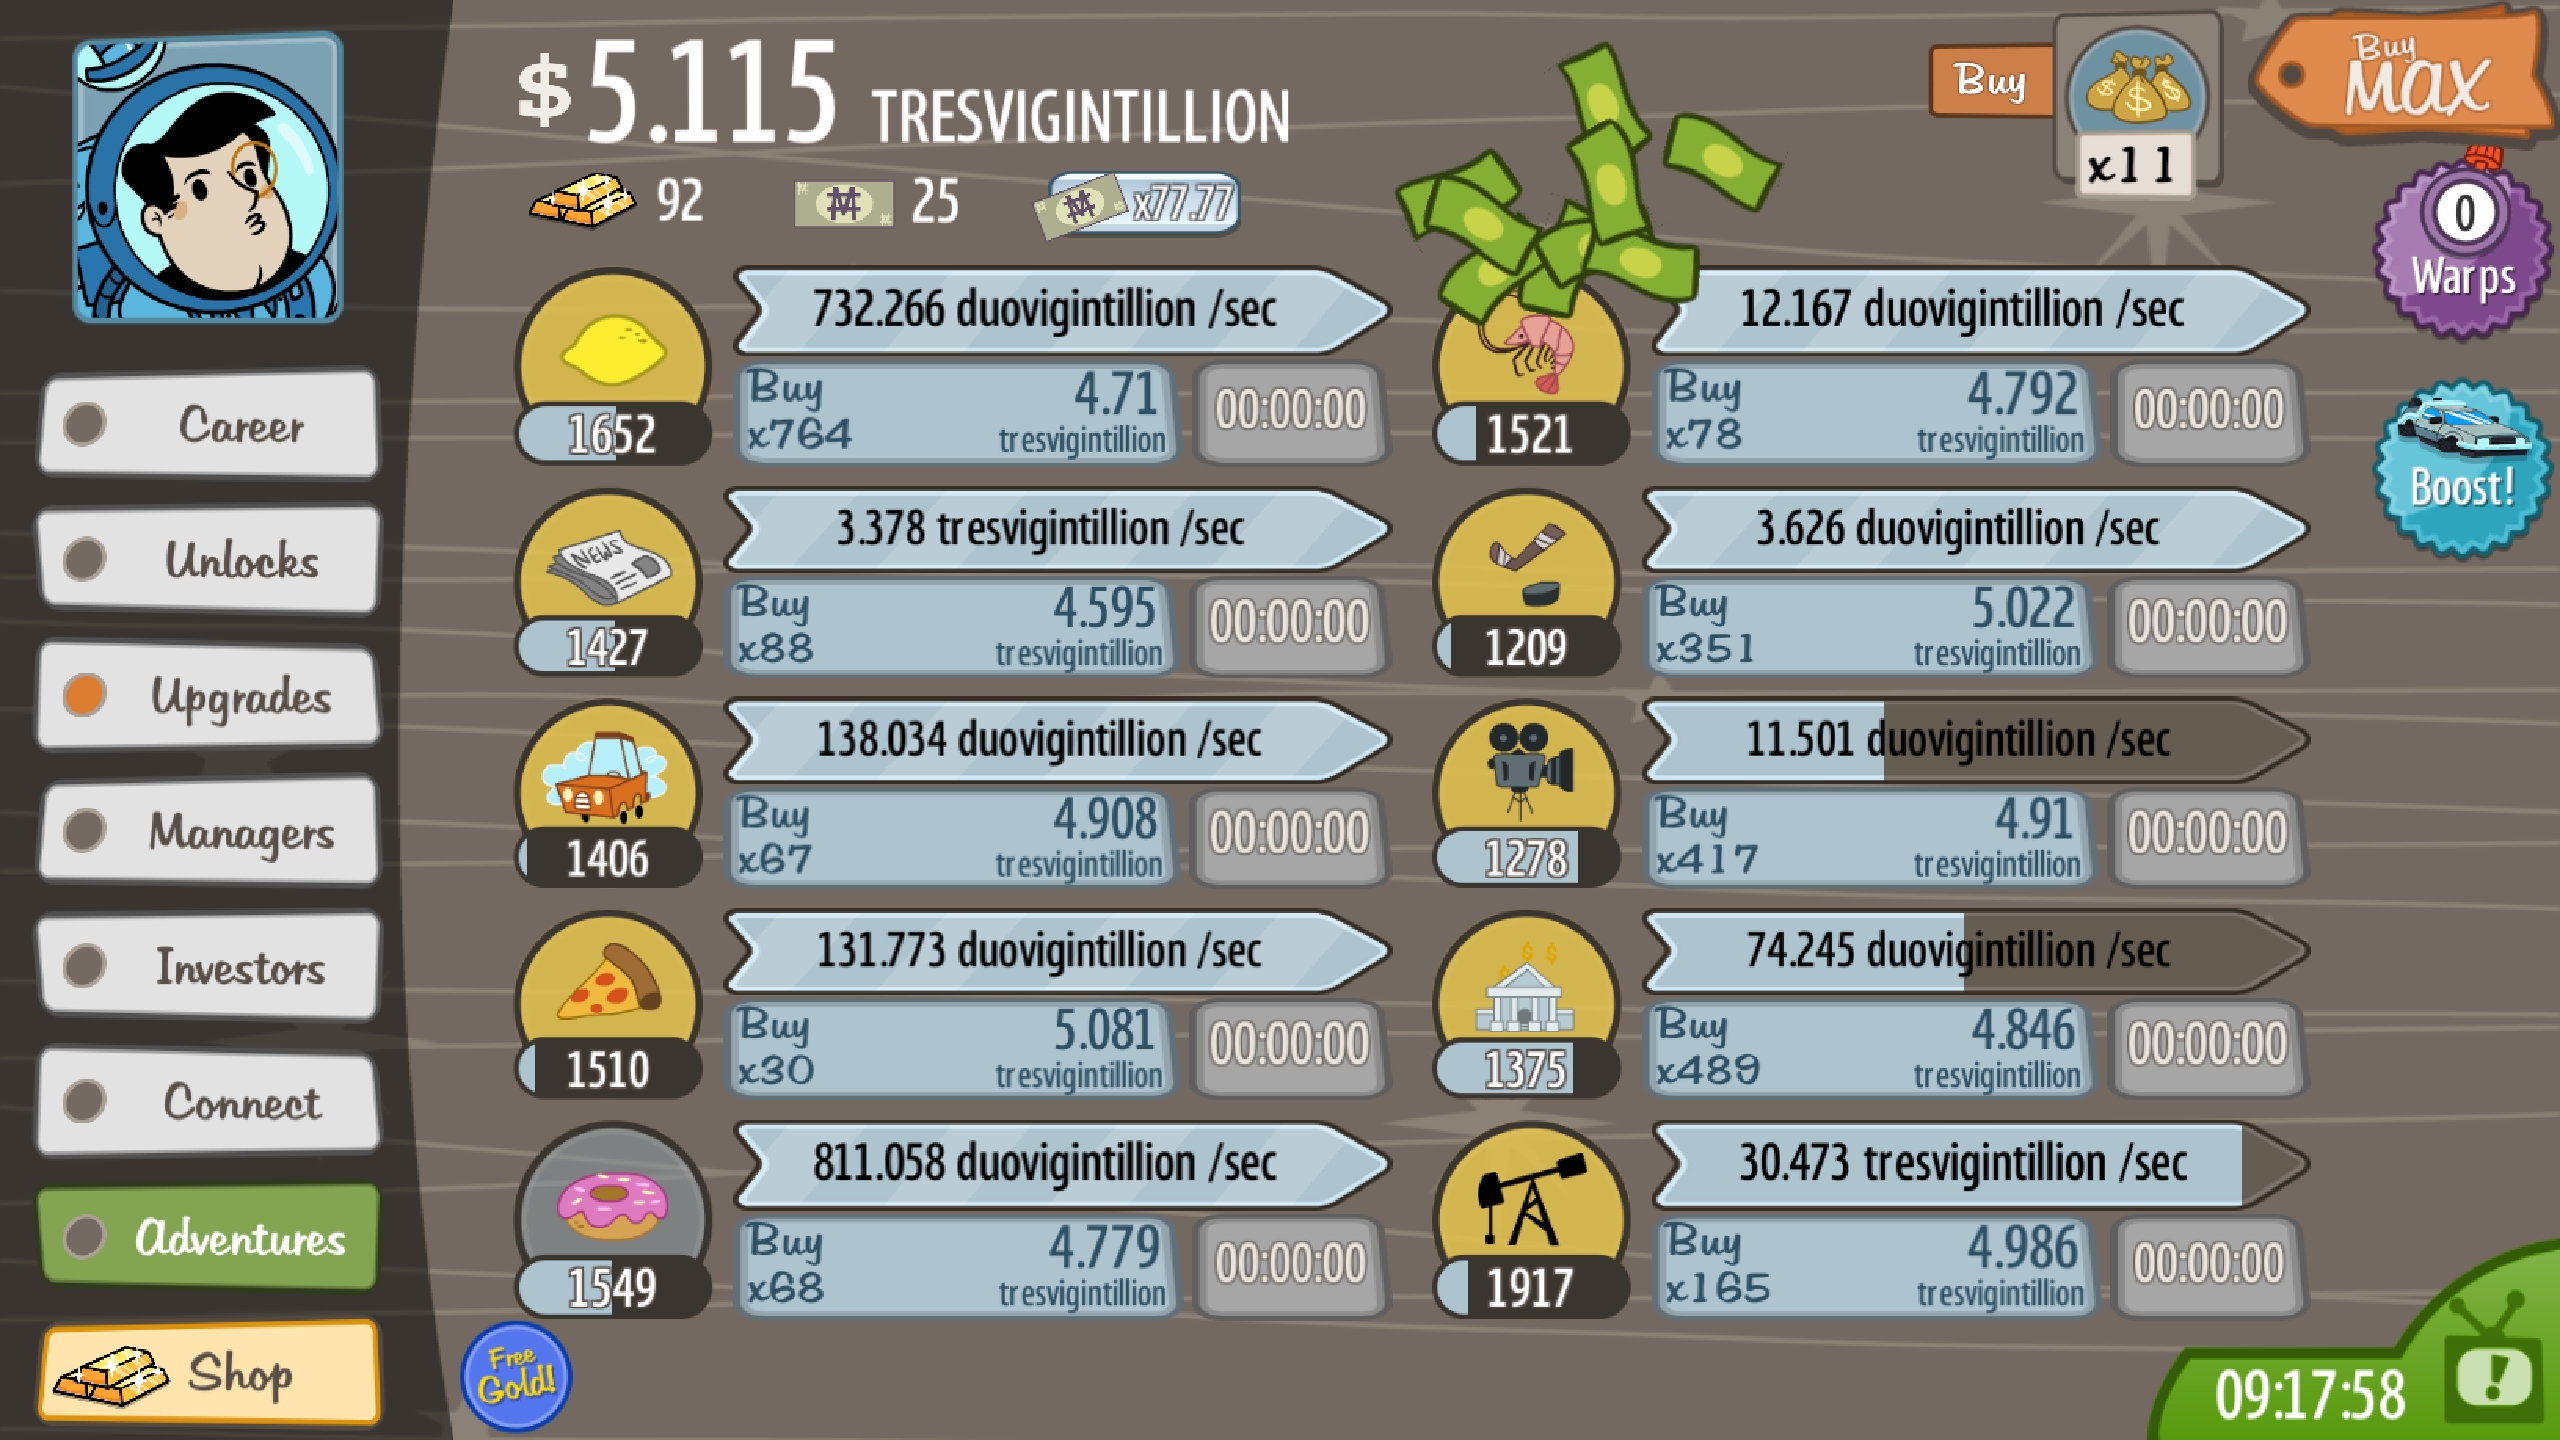 $5.115 TRESVIGINTILLION
92 25 x77.77
Buy
x11
Buy
MAX
0
Warps
Boost!
Career
Unlocks
Upgrades
Managers
Investors
Connect
Adventures
Shop
732.266 duovigintillion /sec
1652
Buy
x764
4.71
tresvigintillion
00:00:00
12.167 duovigintillion /sec
1521
Buy
x78
4.792
tresvigintillion
00:00:00
NEWS
3.378 tresvigintillion /sec
1427
Buy
x88
4.595
tresvigintillion
00:00:00
3.626 duovigintillion /sec
1209
Buy
x351
5.022
tresvigintillion
00:00:00
138.034 duovigintillion /sec
1406
Buy
x67
4.908
tresvigintillion
00:00:00
11.501 duovigintillion /sec
1278
Buy
x417
4.91
tresvigintillion
00:00:00
131.773 duovigintillion /sec
1510
Buy
x30
5.081
tresvigintillion
00:00:00
74.245 duovigintillion /sec
1375
Buy
x489
4.846
tresvigintillion
00:00:00
811.058 duovigintillion /sec
1549
Buy
x68
4.779
tresvigintillion
00:00:00
30.473 tresvigintillion /sec
1917
Buy
x165
4.986
tresvigintillion
00:00:00
Free
Gold!
09:17:58
!